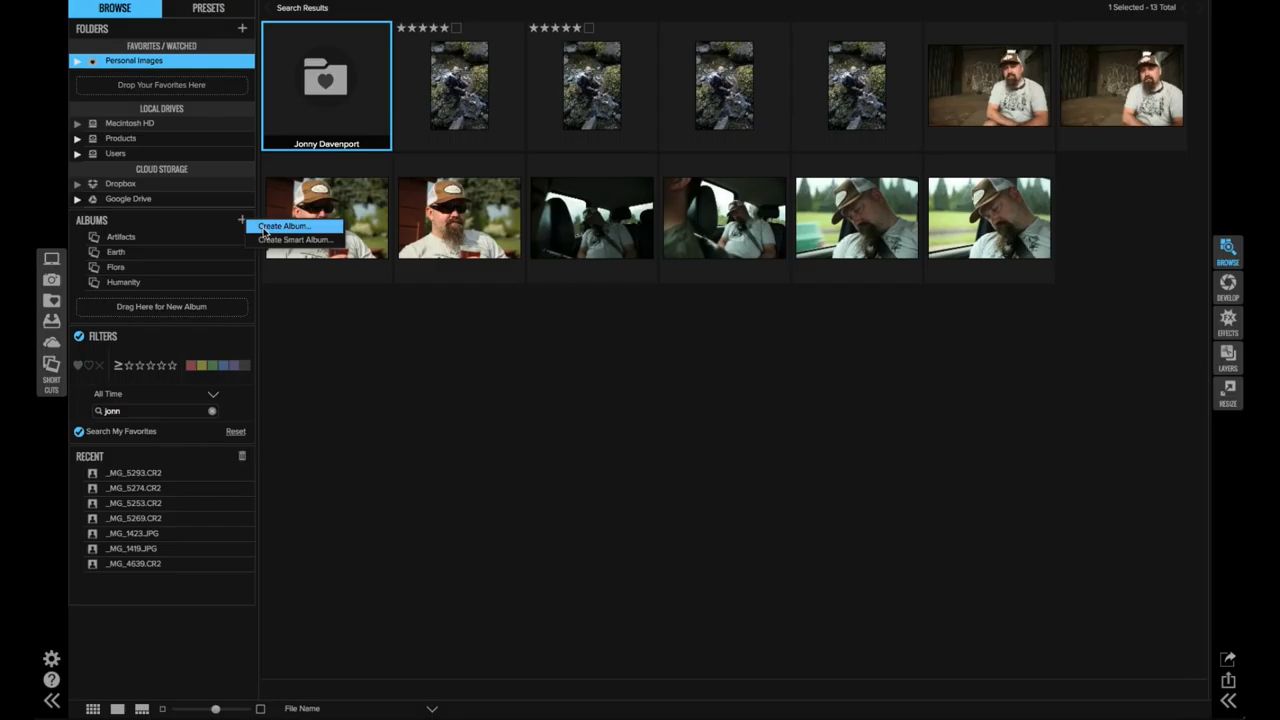 BROWSE
PRESETS
FOLDERS
FAVORITES / WATCHED
Personal Images
Drop Your Favorites Here
LOCAL DRIVES
Macintosh HD
Products
Users
CLOUD STORAGE
Dropbox
Google Drive
ALBUMS
Artifacts
Earth
Flora
Humanity
Drag Here for New Album
Create Album...
Create Smart Album...
FILTERS
All Time
jonn
Search My Favorites
Reset
RECENT
_MG_5293.CR2
_MG_5274.CR2
_MG_5253.CR2
_MG_5269.CR2
_MG_1423.JPG
_MG_1419.JPG
_MG_4639.CR2
SHORT
CUTS
Search Results
1 Selected - 13 Total
Jonny Davenport
File Name
BROWSE
DEVELOP
FX
EFFECTS
LAYERS
RESIZE